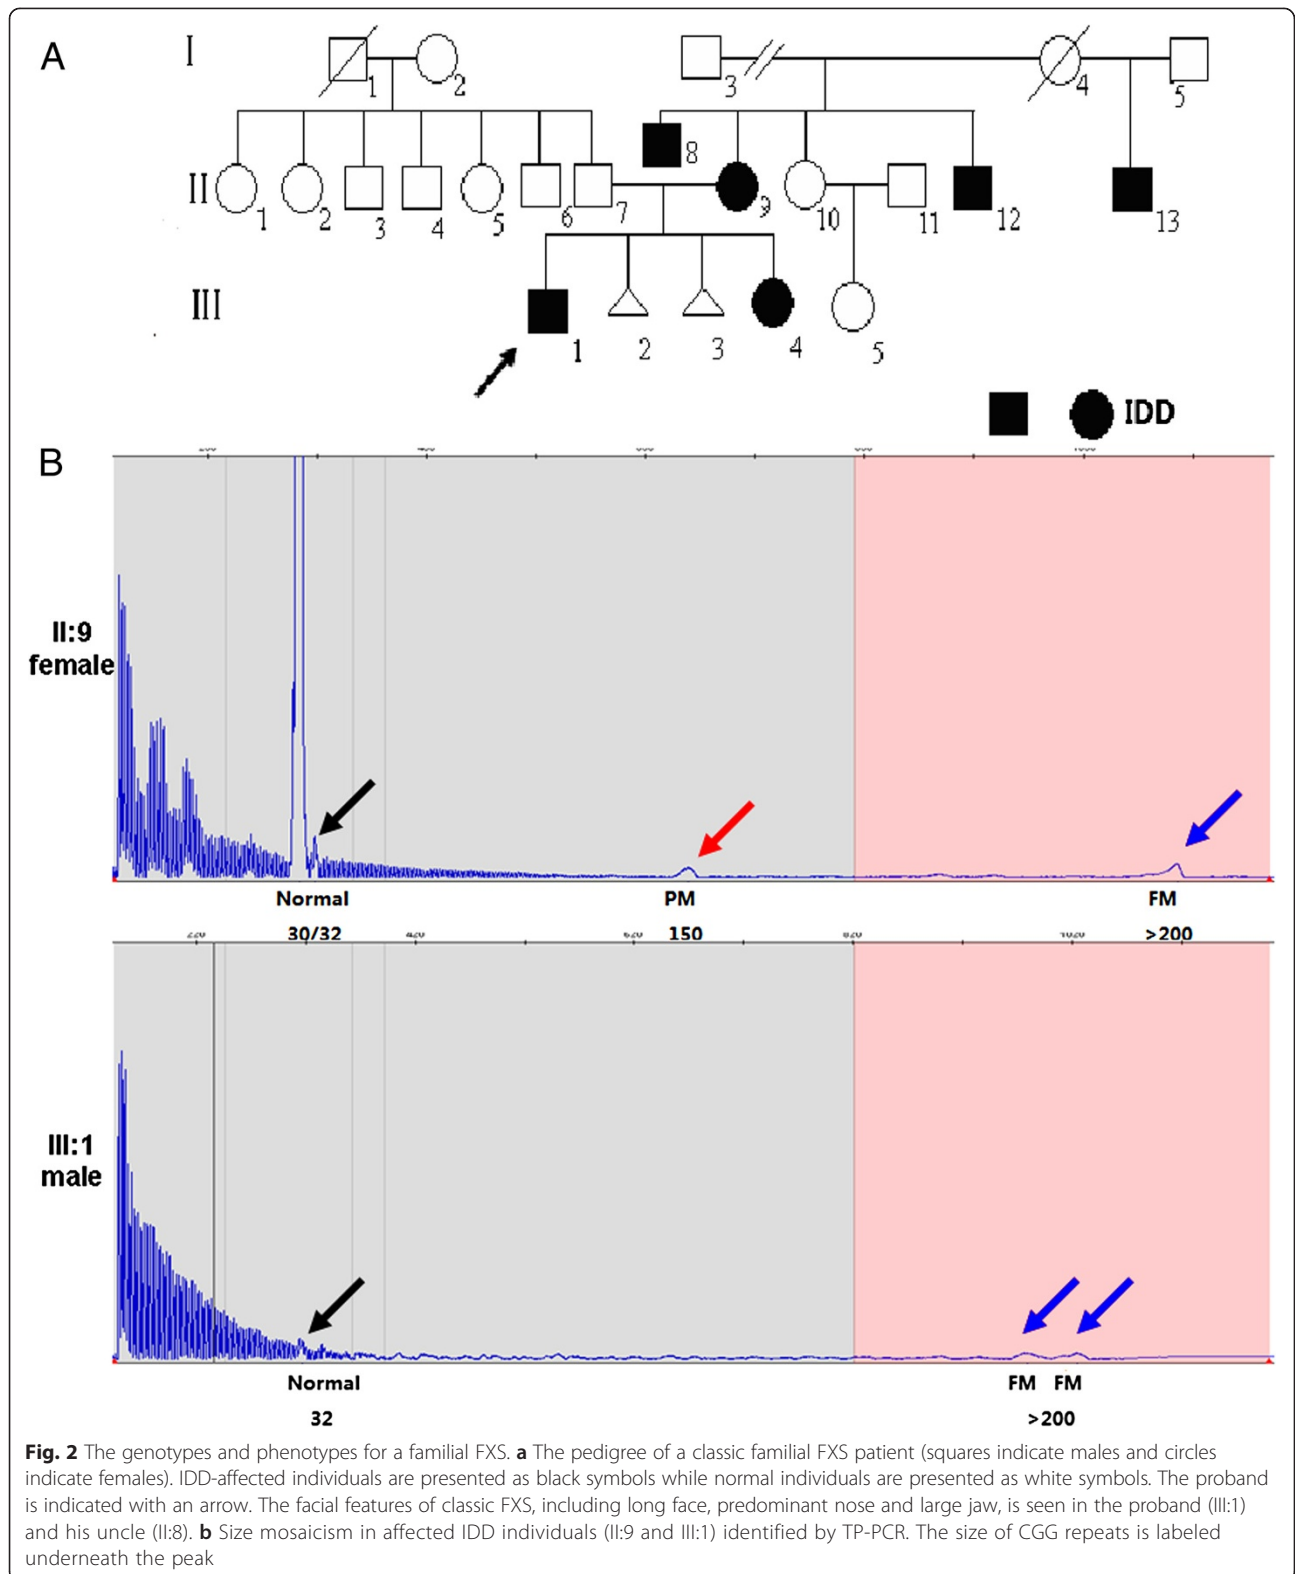 A
I
1
2
3
4
5
II
1
2
3
4
5
6
7
8
9
10
11
12
13
III
1
2
3
4
5
IDD
B
II:9
female
Normal
PM
FM
30/32
150
>200
III:1
male
Normal
FM
FM
32
>200
Fig. 2 The genotypes and phenotypes for a familial FXS. a The pedigree of a classic familial FXS patient (squares indicate males and circles
indicate females). IDD-affected individuals are presented as black symbols while normal individuals are presented as white symbols. The proband
is indicated with an arrow. The facial features of classic FXS, including long face, predominant nose and large jaw, is seen in the proband (III:1)
and his uncle (II:8). b Size mosaicism in affected IDD individuals (II:9 and III:1) identified by TP-PCR. The size of CGG repeats is labeled
underneath the peak